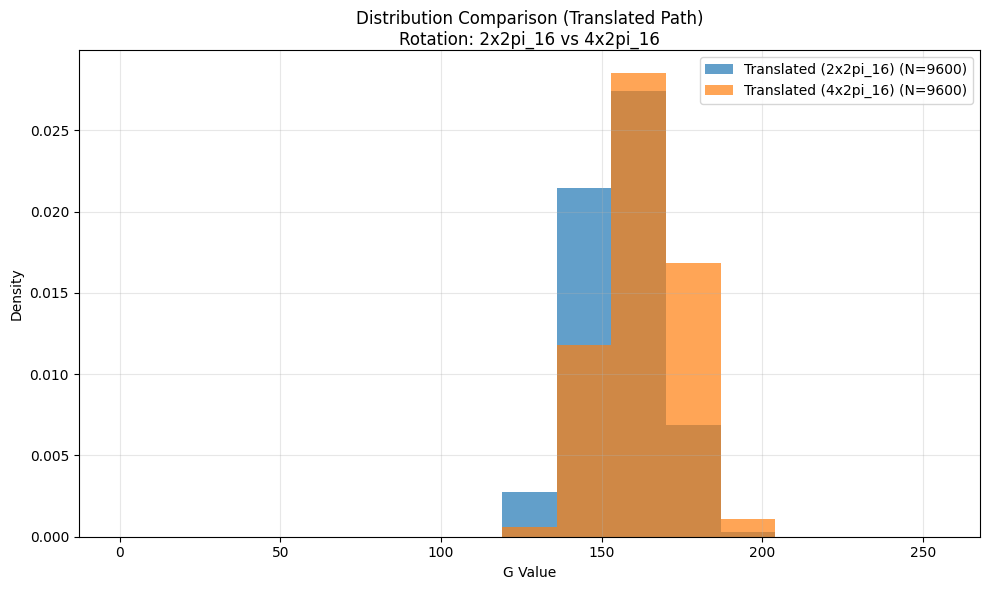 Distribution Comparison (Translated Path)
Rotation: 2x2pi_16 vs 4x2pi_16
Translated (2x2pi_16) (N=9600)
Translated (4x2pi_16) (N=9600)
Density
0.025
0.020
0.015
0.010
0.005
0.000
0 50 100 150 200 250
G Value